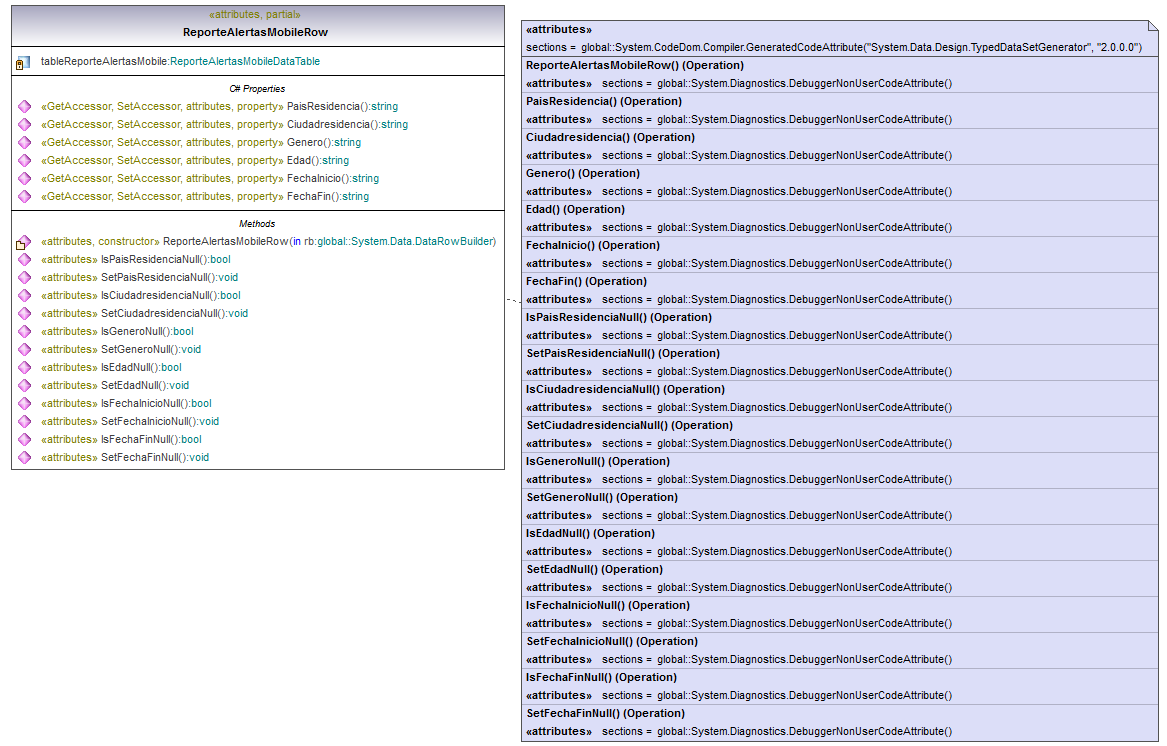 «attributes, partial»
ReporteAlertasMobileRow
tableReporteAlertasMobile:ReporteAlertasMobileDataTable
C# Properties
«GetAccessor, SetAccessor, attributes, property» PaisResidencia():string
«GetAccessor, SetAccessor, attributes, property» Ciudadresidencia():string
«GetAccessor, SetAccessor, attributes, property» Genero():string
«GetAccessor, SetAccessor, attributes, property» Edad():string
«GetAccessor, SetAccessor, attributes, property» FechaInicio():string
«GetAccessor, SetAccessor, attributes, property» FechaFin():string
Methods
«attributes, constructor» ReporteAlertasMobileRow(in rb:global::System.Data.DataRowBuilder)
«attributes» IsPaisResidenciaNull():bool
«attributes» SetPaisResidenciaNull():void
«attributes» IsCiudadresidenciaNull():bool
«attributes» SetCiudadresidenciaNull():void
«attributes» IsGeneroNull():bool
«attributes» SetGeneroNull():void
«attributes» IsEdadNull():bool
«attributes» SetEdadNull():void
«attributes» IsFechaInicioNull():bool
«attributes» SetFechaInicioNull():void
«attributes» IsFechaFinNull():bool
«attributes» SetFechaFinNull():void
«attributes»
sections = global::System.CodeDom.Compiler.GeneratedCodeAttribute("System.Data.Design.TypedDataSetGenerator", "2.0.0.0")
ReporteAlertasMobileRow() (Operation)
«attributes» sections = global::System.Diagnostics.DebuggerNonUserCodeAttribute()
PaisResidencia() (Operation)
«attributes» sections = global::System.Diagnostics.DebuggerNonUserCodeAttribute()
Ciudadresidencia() (Operation)
«attributes» sections = global::System.Diagnostics.DebuggerNonUserCodeAttribute()
Genero() (Operation)
«attributes» sections = global::System.Diagnostics.DebuggerNonUserCodeAttribute()
Edad() (Operation)
«attributes» sections = global::System.Diagnostics.DebuggerNonUserCodeAttribute()
FechaInicio() (Operation)
«attributes» sections = global::System.Diagnostics.DebuggerNonUserCodeAttribute()
FechaFin() (Operation)
«attributes» sections = global::System.Diagnostics.DebuggerNonUserCodeAttribute()
IsPaisResidenciaNull() (Operation)
«attributes» sections = global::System.Diagnostics.DebuggerNonUserCodeAttribute()
SetPaisResidenciaNull() (Operation)
«attributes» sections = global::System.Diagnostics.DebuggerNonUserCodeAttribute()
IsCiudadresidenciaNull() (Operation)
«attributes» sections = global::System.Diagnostics.DebuggerNonUserCodeAttribute()
SetCiudadresidenciaNull() (Operation)
«attributes» sections = global::System.Diagnostics.DebuggerNonUserCodeAttribute()
IsGeneroNull() (Operation)
«attributes» sections = global::System.Diagnostics.DebuggerNonUserCodeAttribute()
SetGeneroNull() (Operation)
«attributes» sections = global::System.Diagnostics.DebuggerNonUserCodeAttribute()
IsEdadNull() (Operation)
«attributes» sections = global::System.Diagnostics.DebuggerNonUserCodeAttribute()
SetEdadNull() (Operation)
«attributes» sections = global::System.Diagnostics.DebuggerNonUserCodeAttribute()
IsFechaInicioNull() (Operation)
«attributes» sections = global::System.Diagnostics.DebuggerNonUserCodeAttribute()
SetFechaInicioNull() (Operation)
«attributes» sections = global::System.Diagnostics.DebuggerNonUserCodeAttribute()
IsFechaFinNull() (Operation)
«attributes» sections = global::System.Diagnostics.DebuggerNonUserCodeAttribute()
SetFechaFinNull() (Operation)
«attributes» sections = global::System.Diagnostics.DebuggerNonUserCodeAttribute()